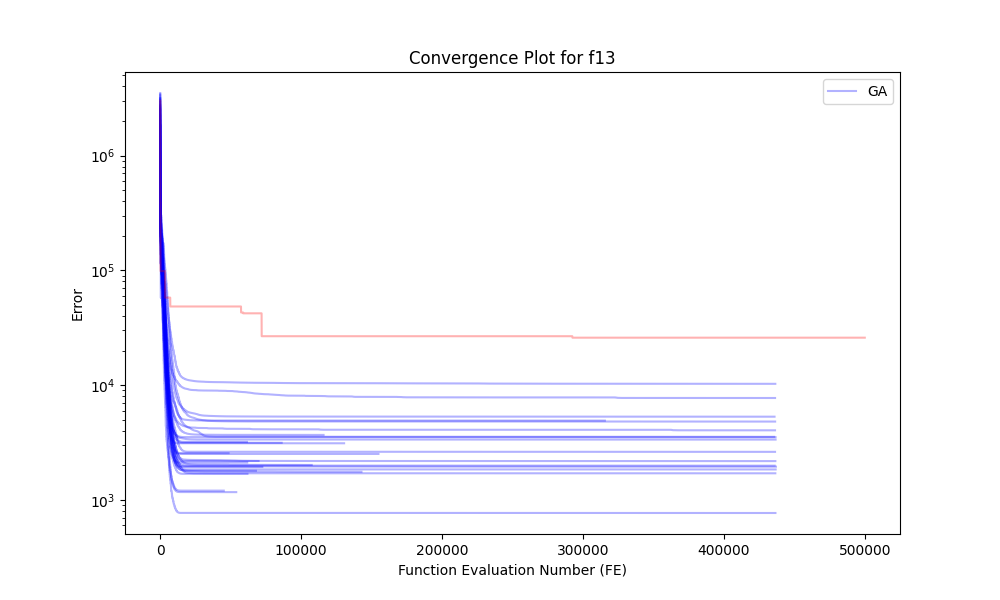 Convergence Plot for f13
GA
10^6
10^5
10^4
10^3
Error
0 100000 200000 300000 400000 500000
Function Evaluation Number (FE)